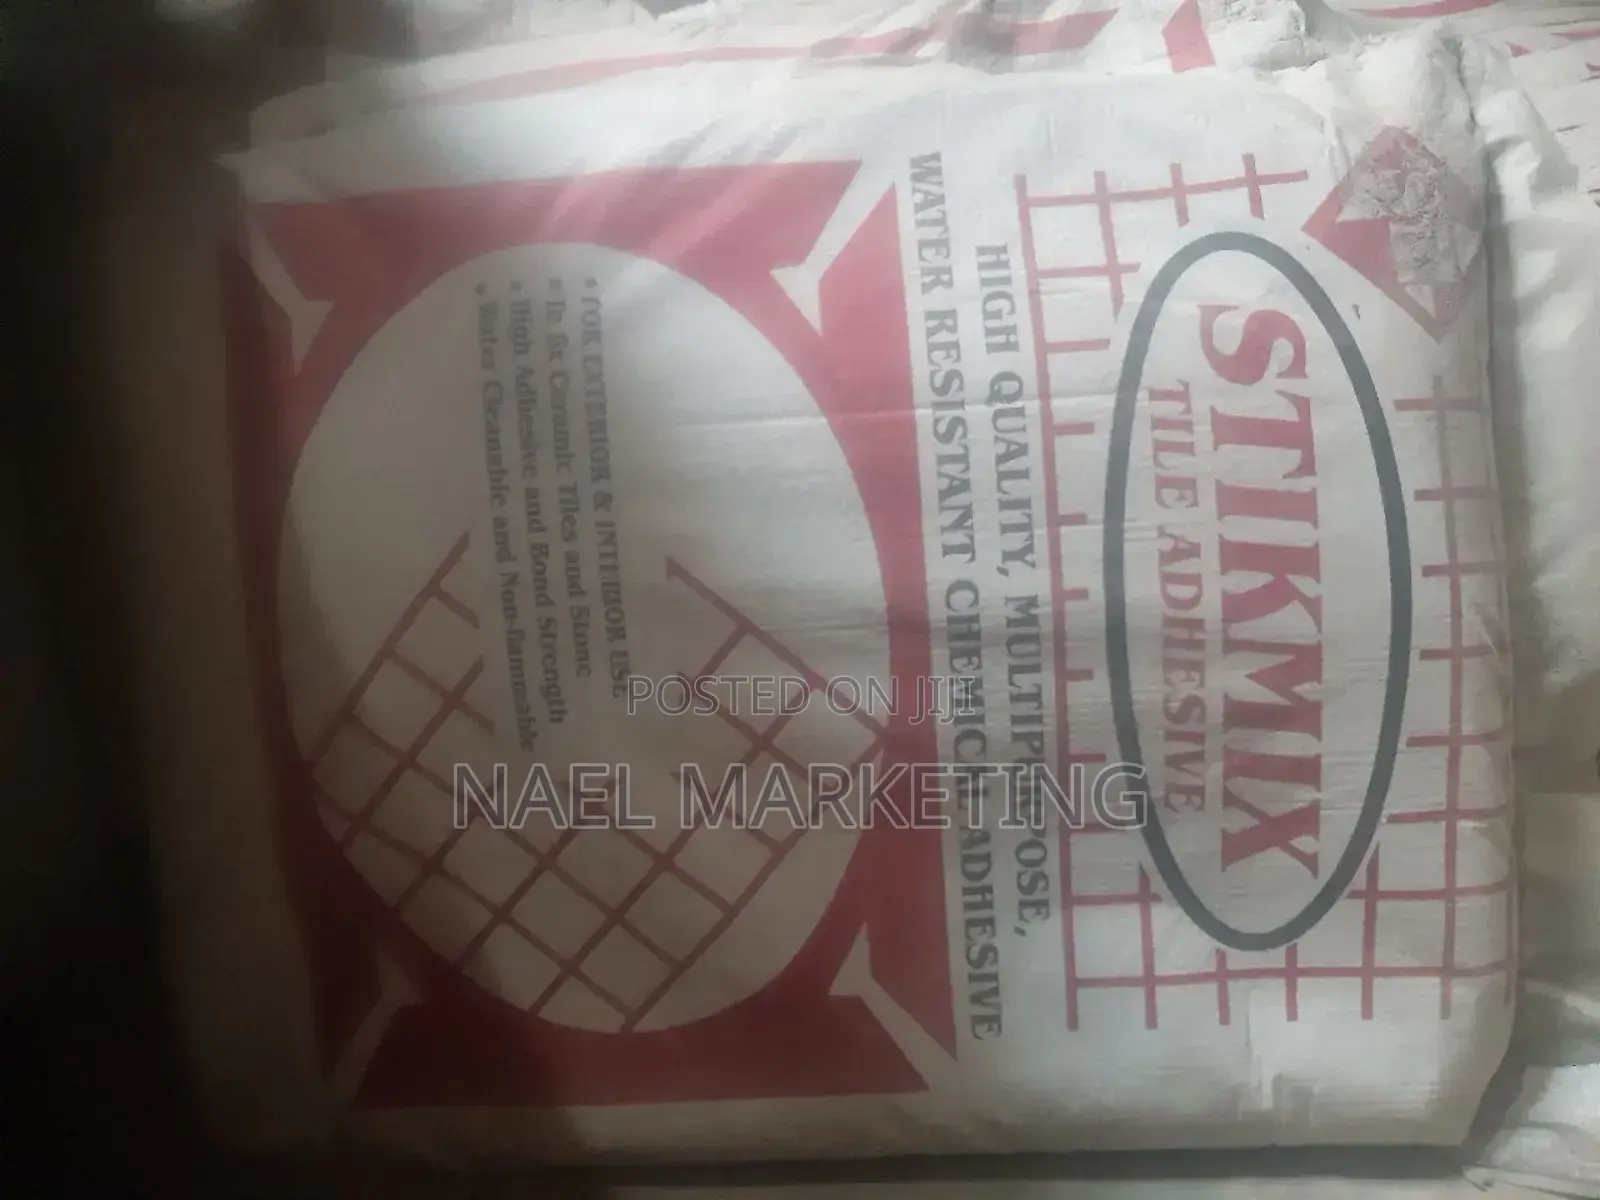 STIKMIX
TILE ADHESIVE
HIGH QUALITY, MULTIPURPOSE,
WATER RESISTANT CHEMICAL ADHESIVE
• FOR EXTERIOR & INTERIOR USE
• To fix Ceramic Tiles and Stone
• High Adhesive and Bond Strength
• Water Cleanable and Non-flammable
POSTED ON JIJI
NAEL MARKETING